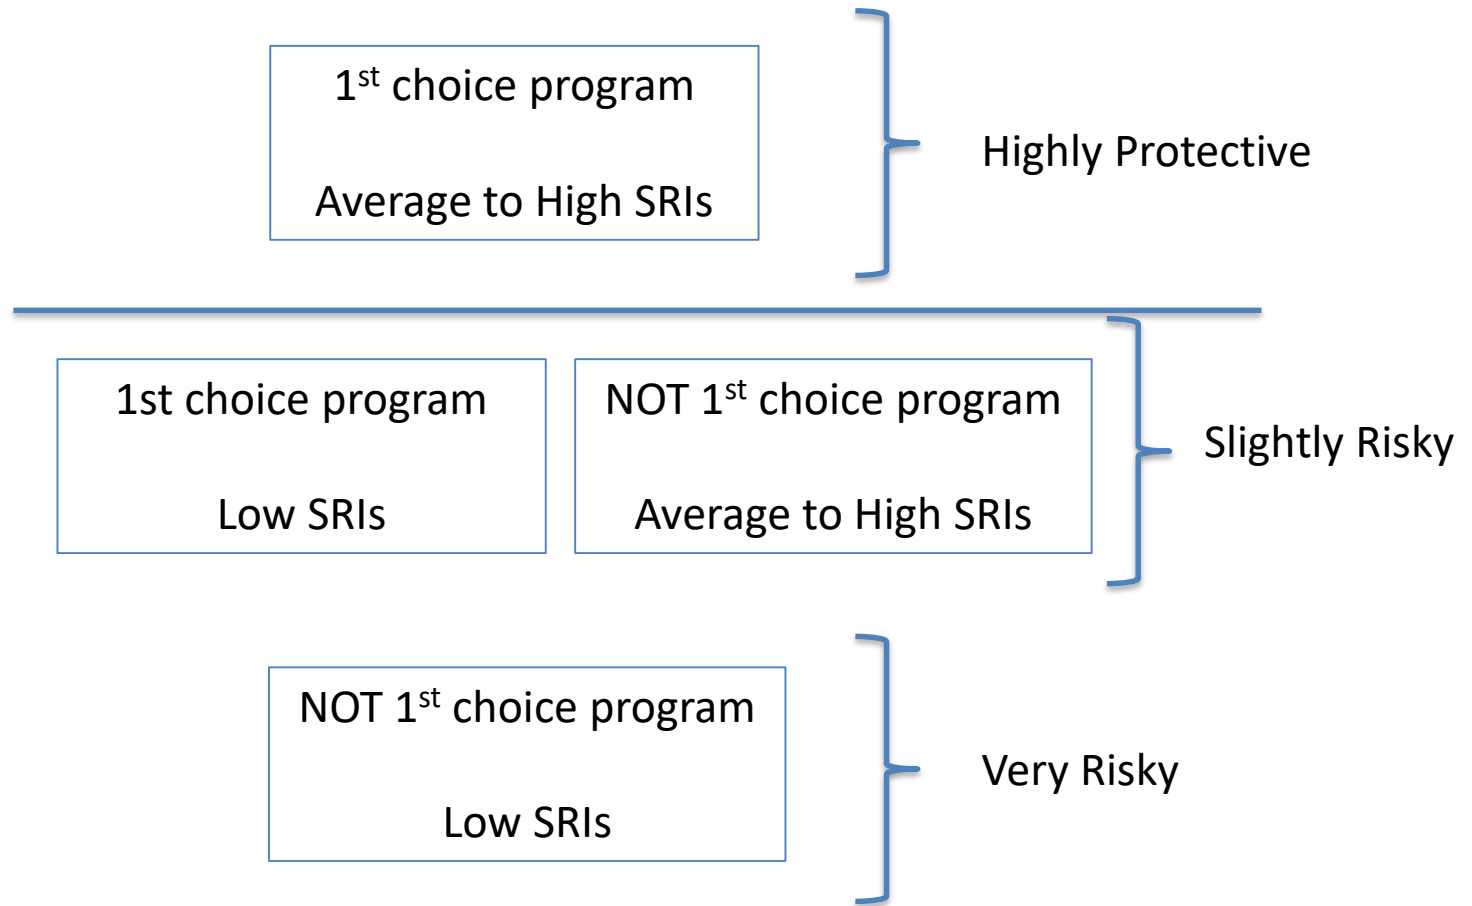 1st choice program
Average to High SRIs
Highly Protective
1st choice program
Low SRIs
NOT 1st choice program
Average to High SRIs
Slightly Risky
NOT 1st choice program
Low SRIs
Very Risky